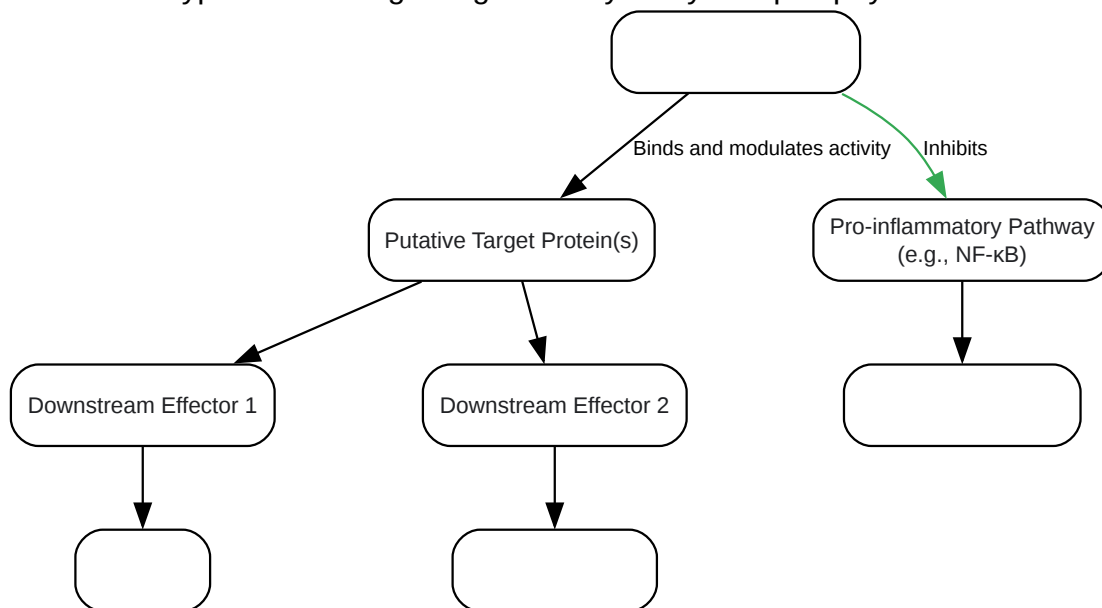 Binds and modulates activity
Inhibits
Putative Target Protein(s)
Pro-inflammatory Pathway
(e.g., NF-κB)
Downstream Effector 1
Downstream Effector 2